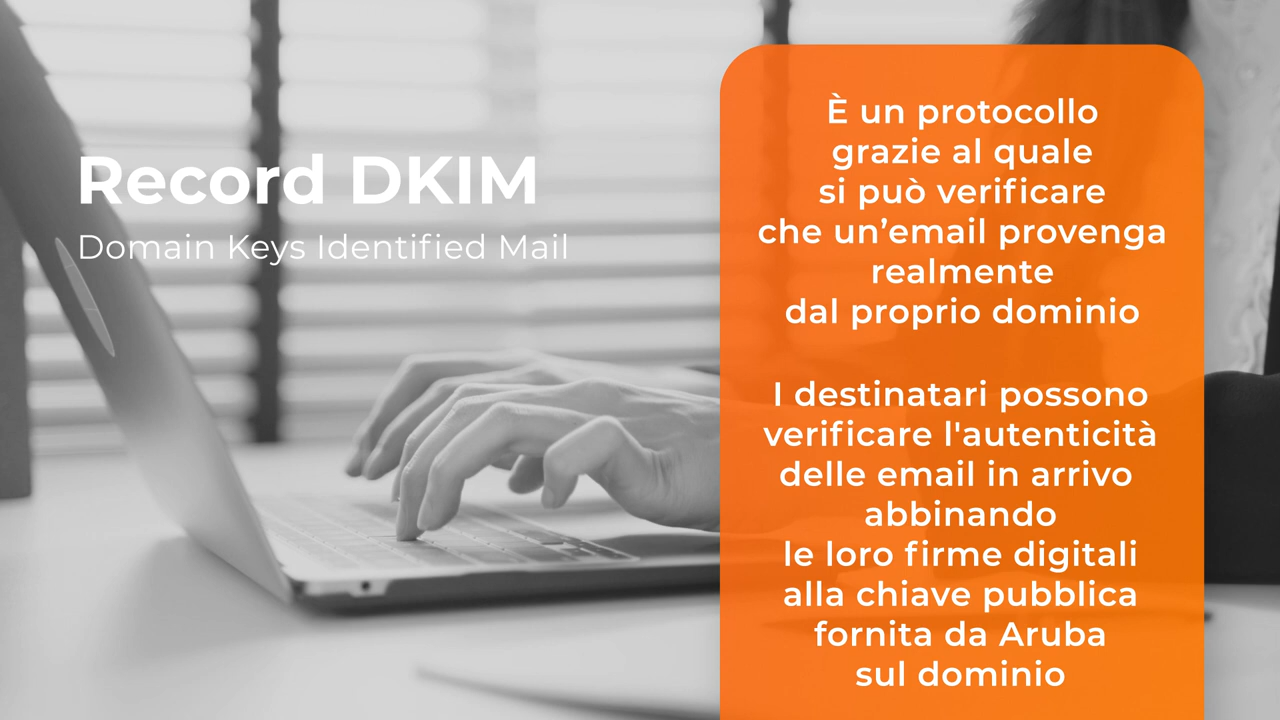 Record DKIM
Domain Keys Identified Mail
È un protocollo
grazie al quale
si può verificare
che un’email provenga
realmente
dal proprio dominio
I destinatari possono
verificare l'autenticità
delle email in arrivo
abbinando
le loro firme digitali
alla chiave pubblica
fornita da Aruba
sul dominio